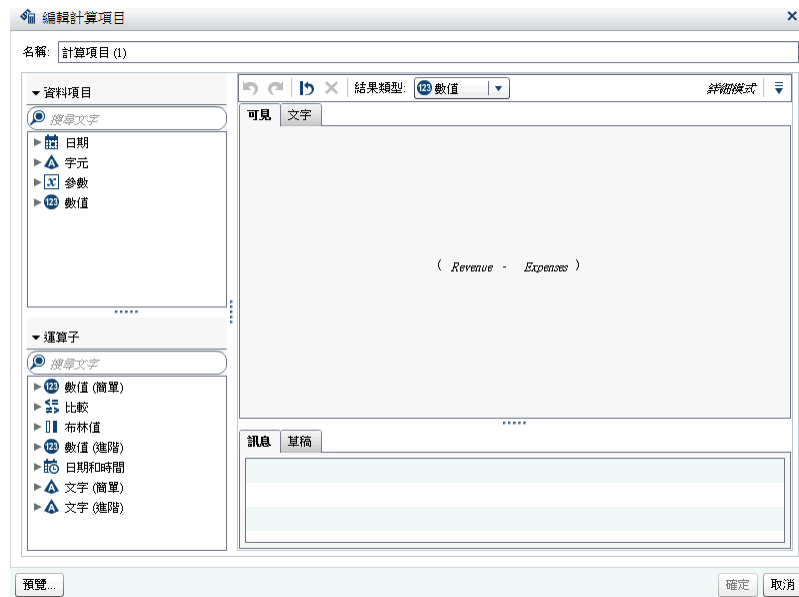 編輯計算項目
名稱: 計算項目 (1)
資料項目
搜尋文字
日期
字元
參數
數值
運算子
搜尋文字
數值 (簡單)
比較
布林值
數值 (進階)
日期和時間
文字 (簡單)
文字 (進階)
結果類型: 數值 詳細模式
可見 文字
( Revenue - Expenses )
訊息 草稿
預覽... 確定 取消